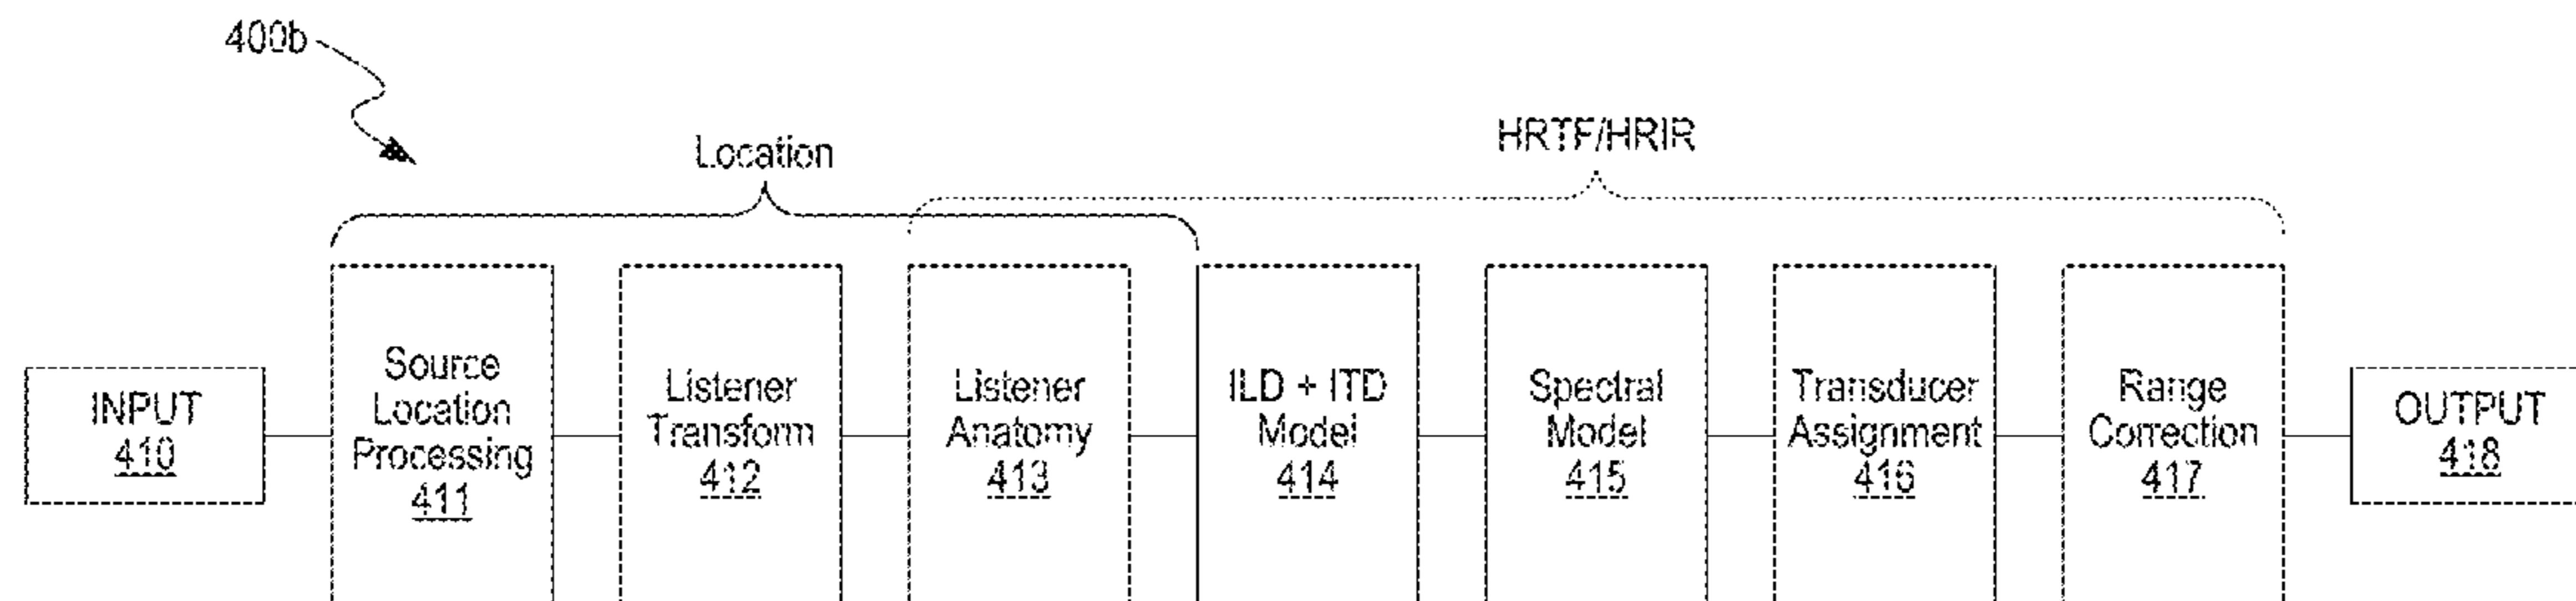 400b
Location
HRTF/HRIR
INPUT
410
Source
Location
Processing
411
Listener
Transform
412
Listener
Anatomy
413
ILD + ITD
Model
414
Spectral
Model
415
Transducer
Assignment
416
Range
Correction
417
OUTPUT
418